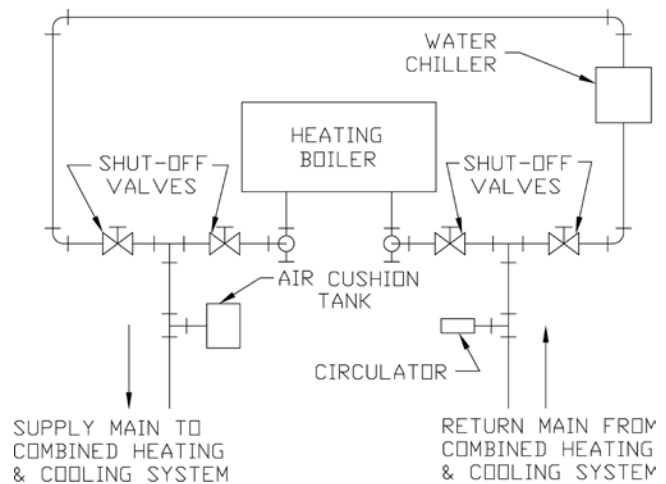 WATER
CHILLER
HEATING
BOILER
SHUT-OFF
VALVES
SHUT-OFF
VALVES
AIR CUSHION
TANK
CIRCULATOR
SUPPLY MAIN TO
COMBINED HEATING
& COOLING SYSTEM
RETURN MAIN FROM
COMBINED HEATING
& COOLING SYSTEM